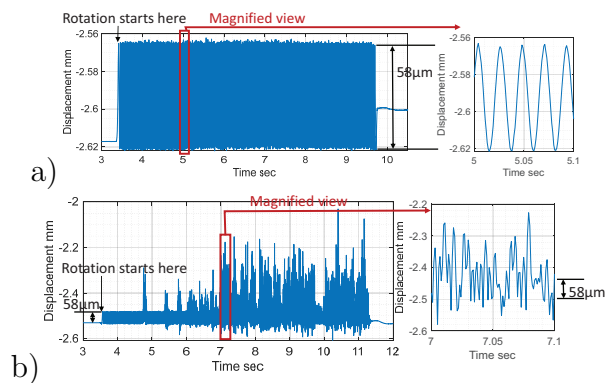 Rotation starts here
Magnified view
Displacement mm
-2.56
-2.58
-2.6
-2.62
3 4 5 6 7 8 9 10
Time sec
58μm
Displacement mm
-2.56
-2.58
-2.6
-2.62
5 5.05 5.1
Time sec
a)
Magnified view
Rotation starts here
58μm
Displacement mm
-2
-2.2
-2.4
-2.6
3 4 5 6 7 8 9 10 11 12
Time sec
Displacement mm
-2.2
-2.3
-2.4
-2.5
-2.6
7 7.05 7.1
Time sec
58μm
b)